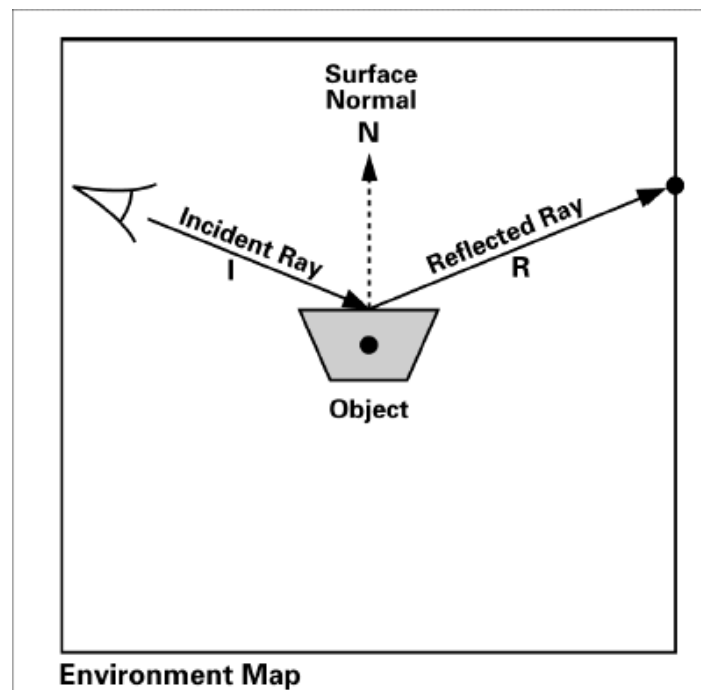 Surface
Normal
N
Incident Ray
I
Reflected Ray
R
Object
Environment Map